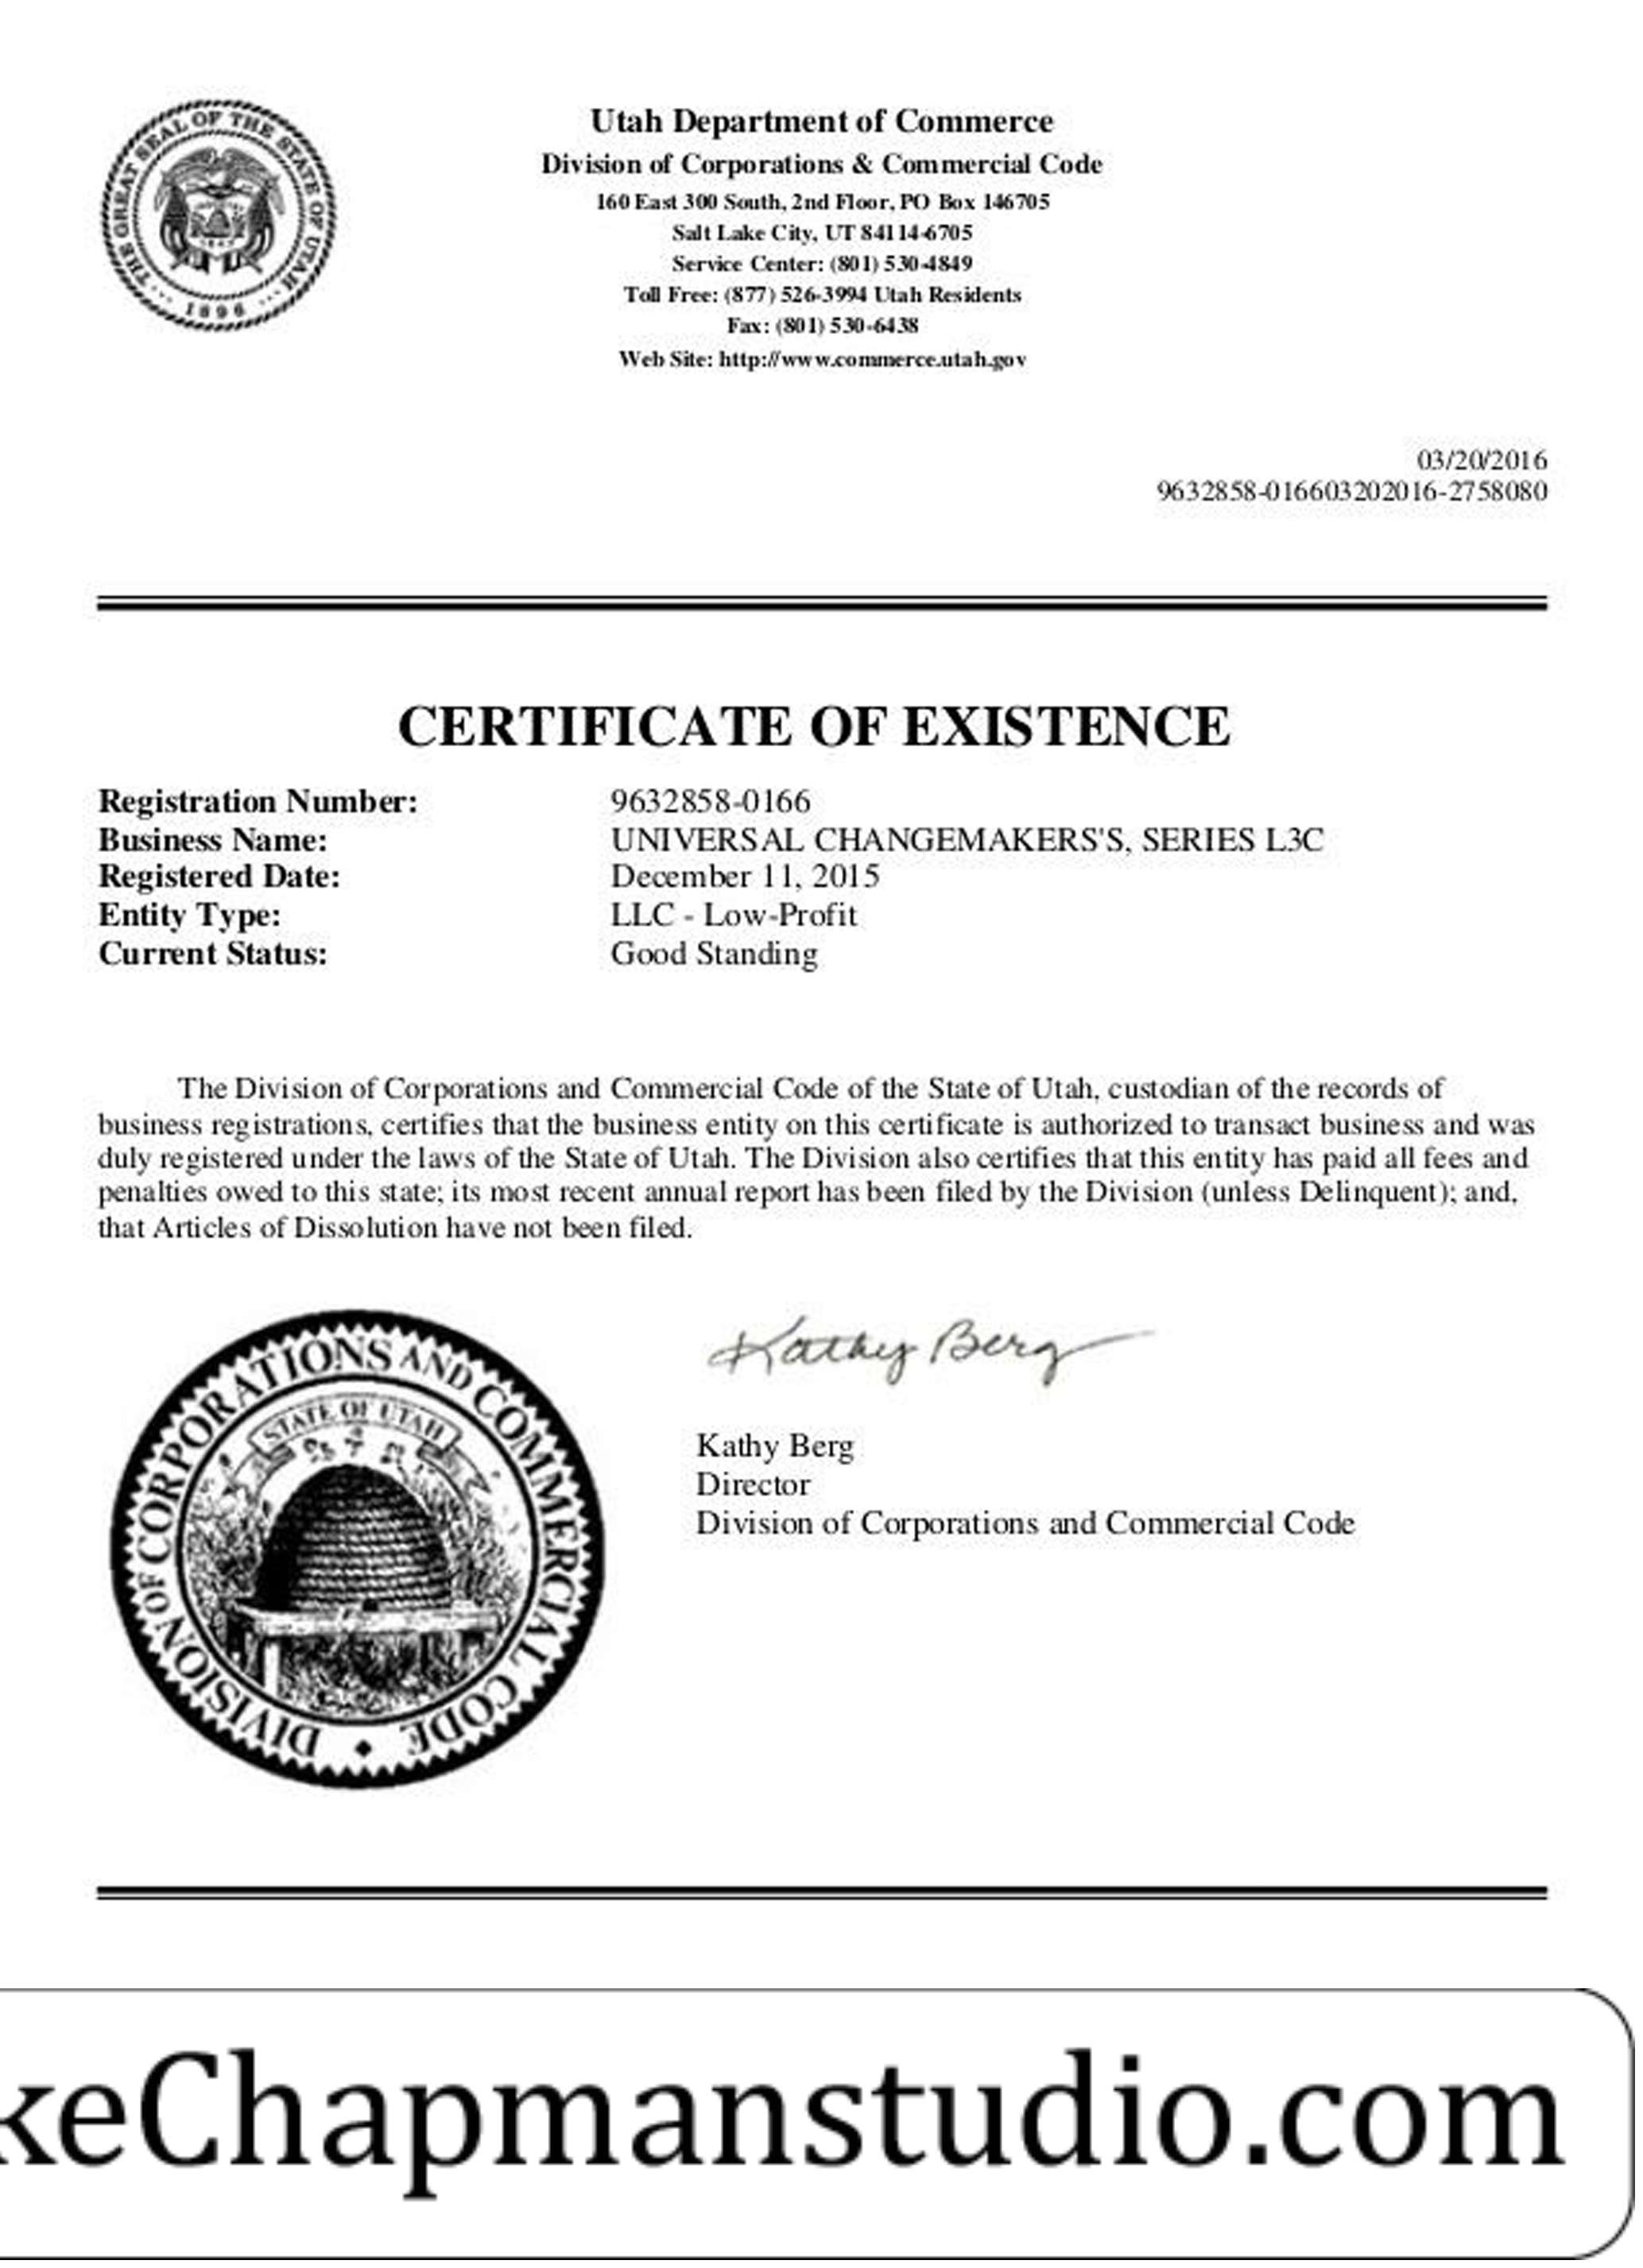 THE GREAT SEAL OF THE STATE OF UTAH
1896
Utah Department of Commerce
Division of Corporations & Commercial Code
160 East 300 South, 2nd Floor, PO Box 146705
Salt Lake City, UT 84114-6705
Service Center: (801) 530-4849
Toll Free: (877) 526-3994 Utah Residents
Fax: (801) 530-6438
Web Site: http://www.commerce.utah.gov
03/20/2016
9632858-016603202016-2758080
CERTIFICATE OF EXISTENCE
Registration Number: 9632858-0166
Business Name: UNIVERSAL CHANGEMAKERS'S, SERIES L3C
Registered Date: December 11, 2015
Entity Type: LLC - Low-Profit
Current Status: Good Standing
The Division of Corporations and Commercial Code of the State of Utah, custodian of the records of
business registrations, certifies that the business entity on this certificate is authorized to transact business and was
duly registered under the laws of the State of Utah. The Division also certifies that this entity has paid all fees and
penalties owed to this state; its most recent annual report has been filed by the Division (unless Delinquent); and,
that Articles of Dissolution have not been filed.
DIVISION OF CORPORATIONS AND COMMERCIAL CODE
STATE OF UTAH
Kathy Berg
Kathy Berg
Director
Division of Corporations and Commercial Code
keChapmanstudio.com